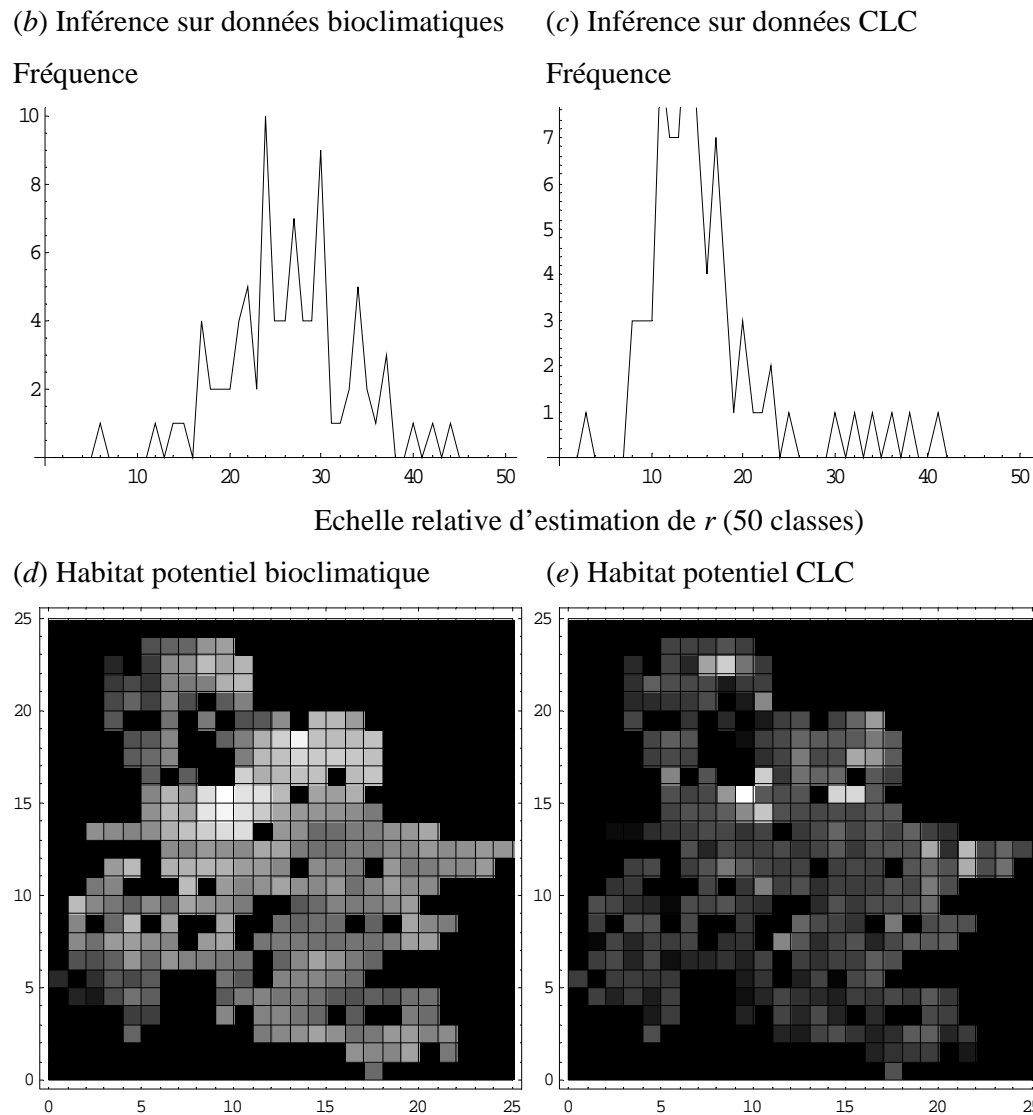 (b) Inférence sur données bioclimatiques
(c) Inférence sur données CLC
Fréquence
Fréquence
10
8
6
4
2
10 20 30 40 50
7
6
5
4
3
2
1
10 20 30 40 50
Echelle relative d’estimation de r (50 classes)
(d) Habitat potentiel bioclimatique
(e) Habitat potentiel CLC
25
20
15
10
5
0
0 5 10 15 20 25
25
20
15
10
5
0
0 5 10 15 20 25